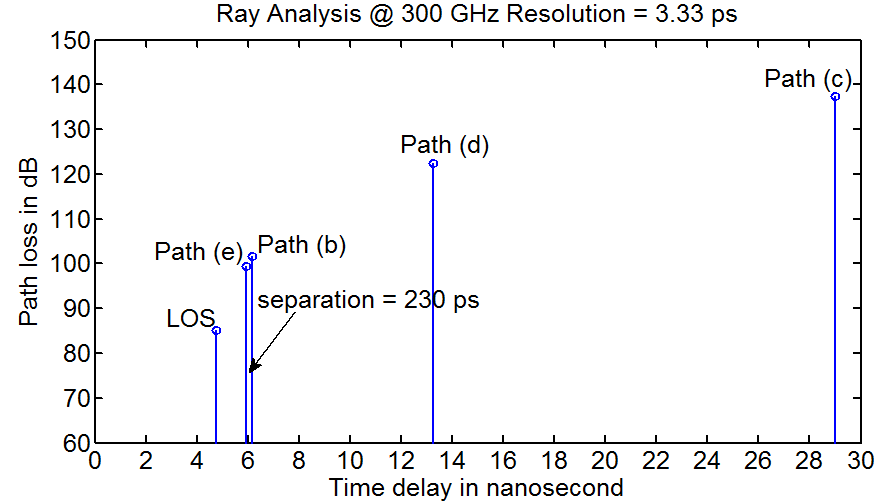 Ray Analysis @ 300 GHz Resolution = 3.33 ps
150
140
130
120
110
100
90
80
70
60
Path loss in dB
Path (c)
Path (d)
Path (e)
Path (b)
separation = 230 ps
LOS
0 2 4 6 8 10 12 14 16 18 20 22 24 26 28 30
Time delay in nanosecond